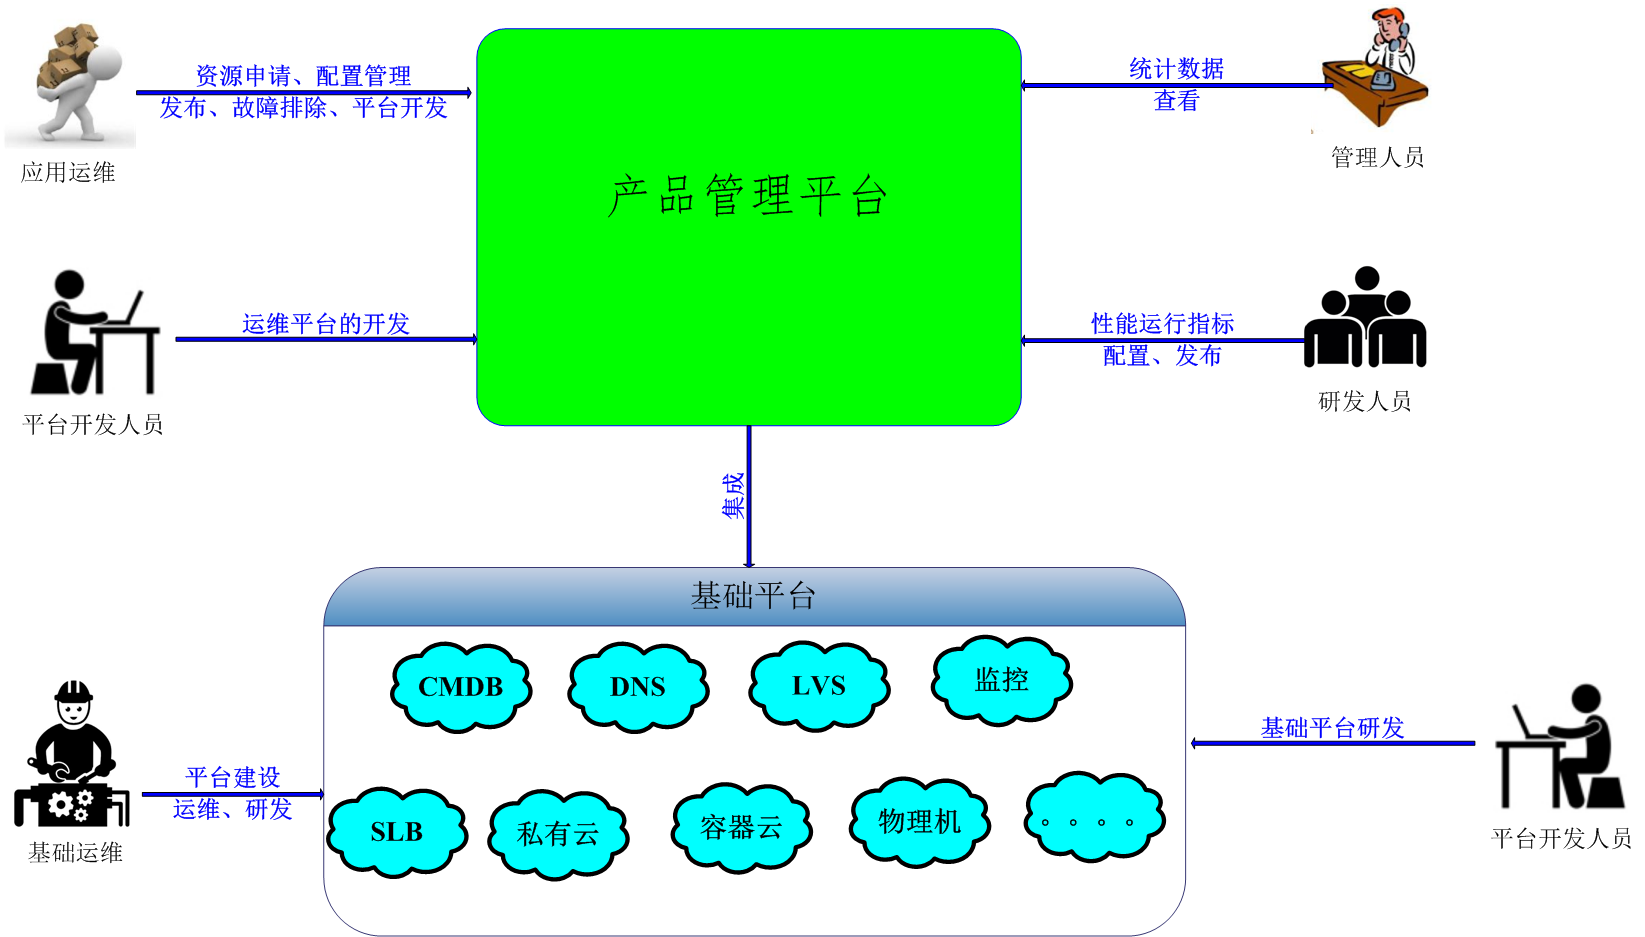 资源申请、配置管理
发布、故障排除、平台开发
应用运维
统计数据
查看
管理人员
产品管理平台
运维平台的开发
平台开发人员
性能运行指标
配置、发布
研发人员
集成
基础平台
CMDB
DNS
LVS
监控
基础平台研发
平台开发人员
平台建设
运维、研发
基础运维
SLB
私有云
容器云
物理机
。。。。